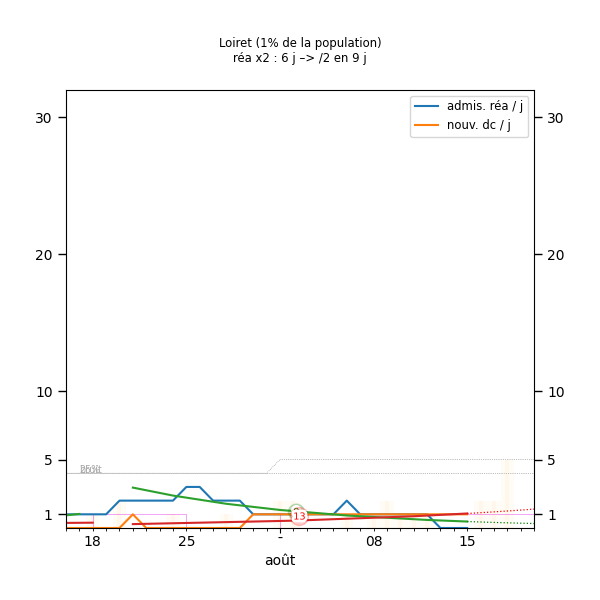 Loiret (1% de la population)
réa x2 : 6 j –> /2 en 9 j
admis. réa / j
nouv. dc / j
30 30
20 20
10 10
5 5
1 1
13
18 25 - 08 15
août